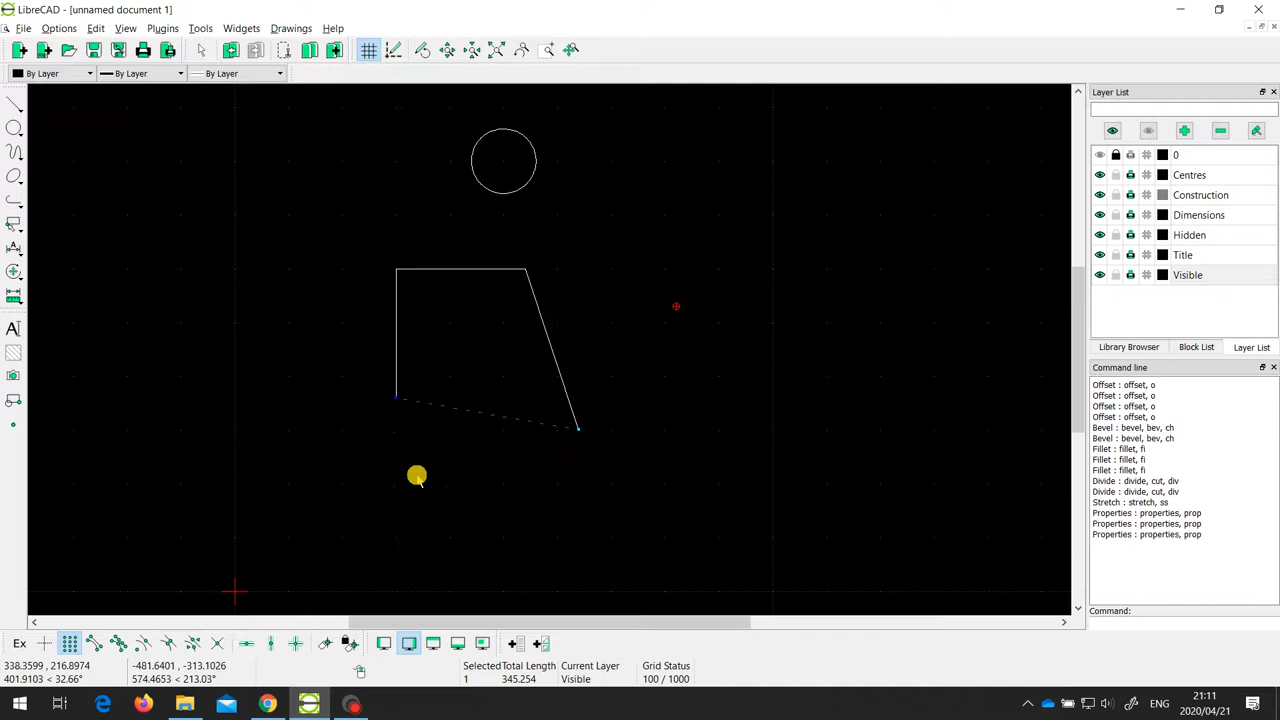 LibreCAD - [unnamed document 1]
File Options Edit View Plugins Tools Widgets Drawings Help
By Layer By Layer By Layer
Layer List
0
Centres
Construction
Dimensions
Hidden
Title
Visible
Library Browser Block List Layer List
Command line
Offset : offset, o
Offset : offset, o
Offset : offset, o
Offset : offset, o
Bevel : bevel, bev, ch
Bevel : bevel, bev, ch
Fillet : fillet, fi
Fillet : fillet, fi
Fillet : fillet, fi
Divide : divide, cut, div
Divide : divide, cut, div
Stretch : stretch, ss
Properties : properties, prop
Properties : properties, prop
Properties : properties, prop
Command:
Ex
338.3599 , 216.8974 -481.6401 , -313.1026 Selected Total Length Current Layer Grid Status
401.9103 < 32.66° 574.4653 < 213.03° 1 345.254 Visible 100 / 1000
ENG 21:11
2020/04/21